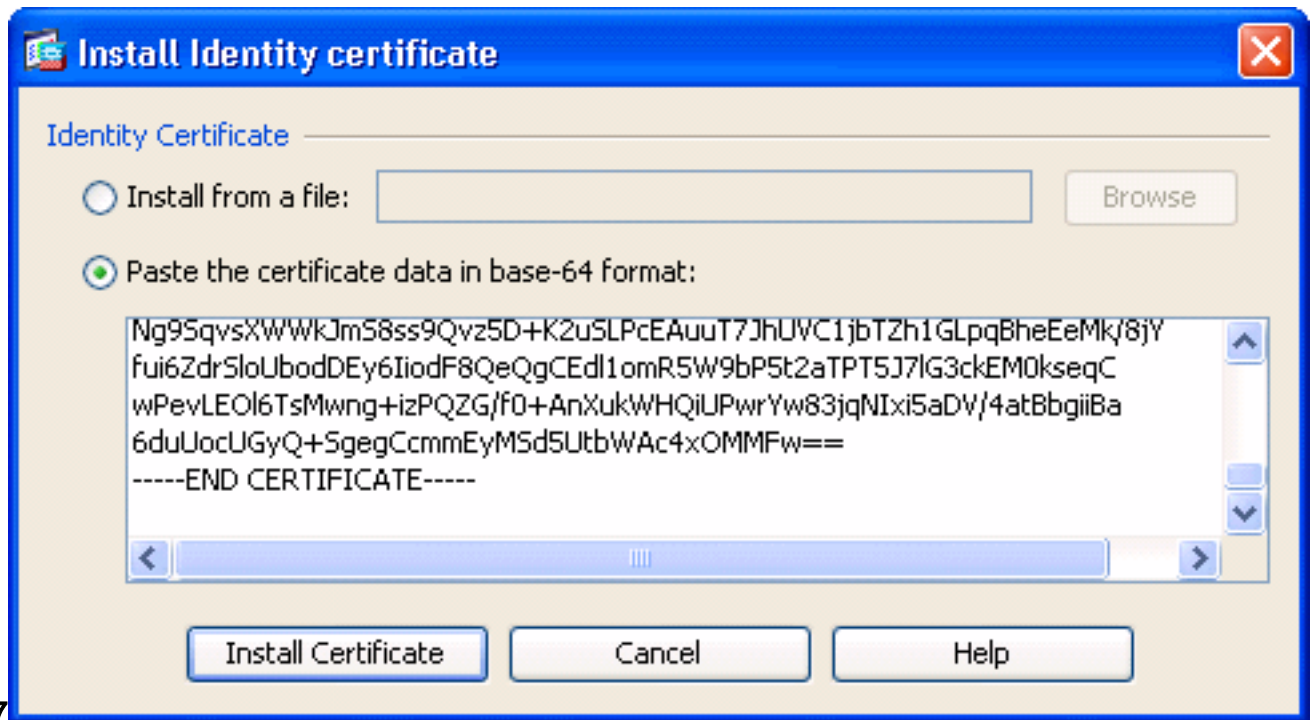 Install Identity certificate
Identity Certificate
Install from a file:
Browse
Paste the certificate data in base-64 format:
Ng9SqvsXWWkJmS8ss9Qvz5D+K2uSLPcEAuuT7JhUVC1jbTZh1GLpqBheEeMk/8jY
fui6ZdrSloUbodDEy6IiodF8QeQgCEdl1omR5W9bP5t2aTPT5J7lG3ckEM0kseqC
wPevLEOl6TsMwng+izPQZG/f0+AnXukWHQiUPwrYw83jqNIxi5aDV/4atBbgiiBa
6duUocUGyQ+SgegCcmmEyMSd5UtbWAc4xOMMFw==
-----END CERTIFICATE-----
Install Certificate
Cancel
Help
7